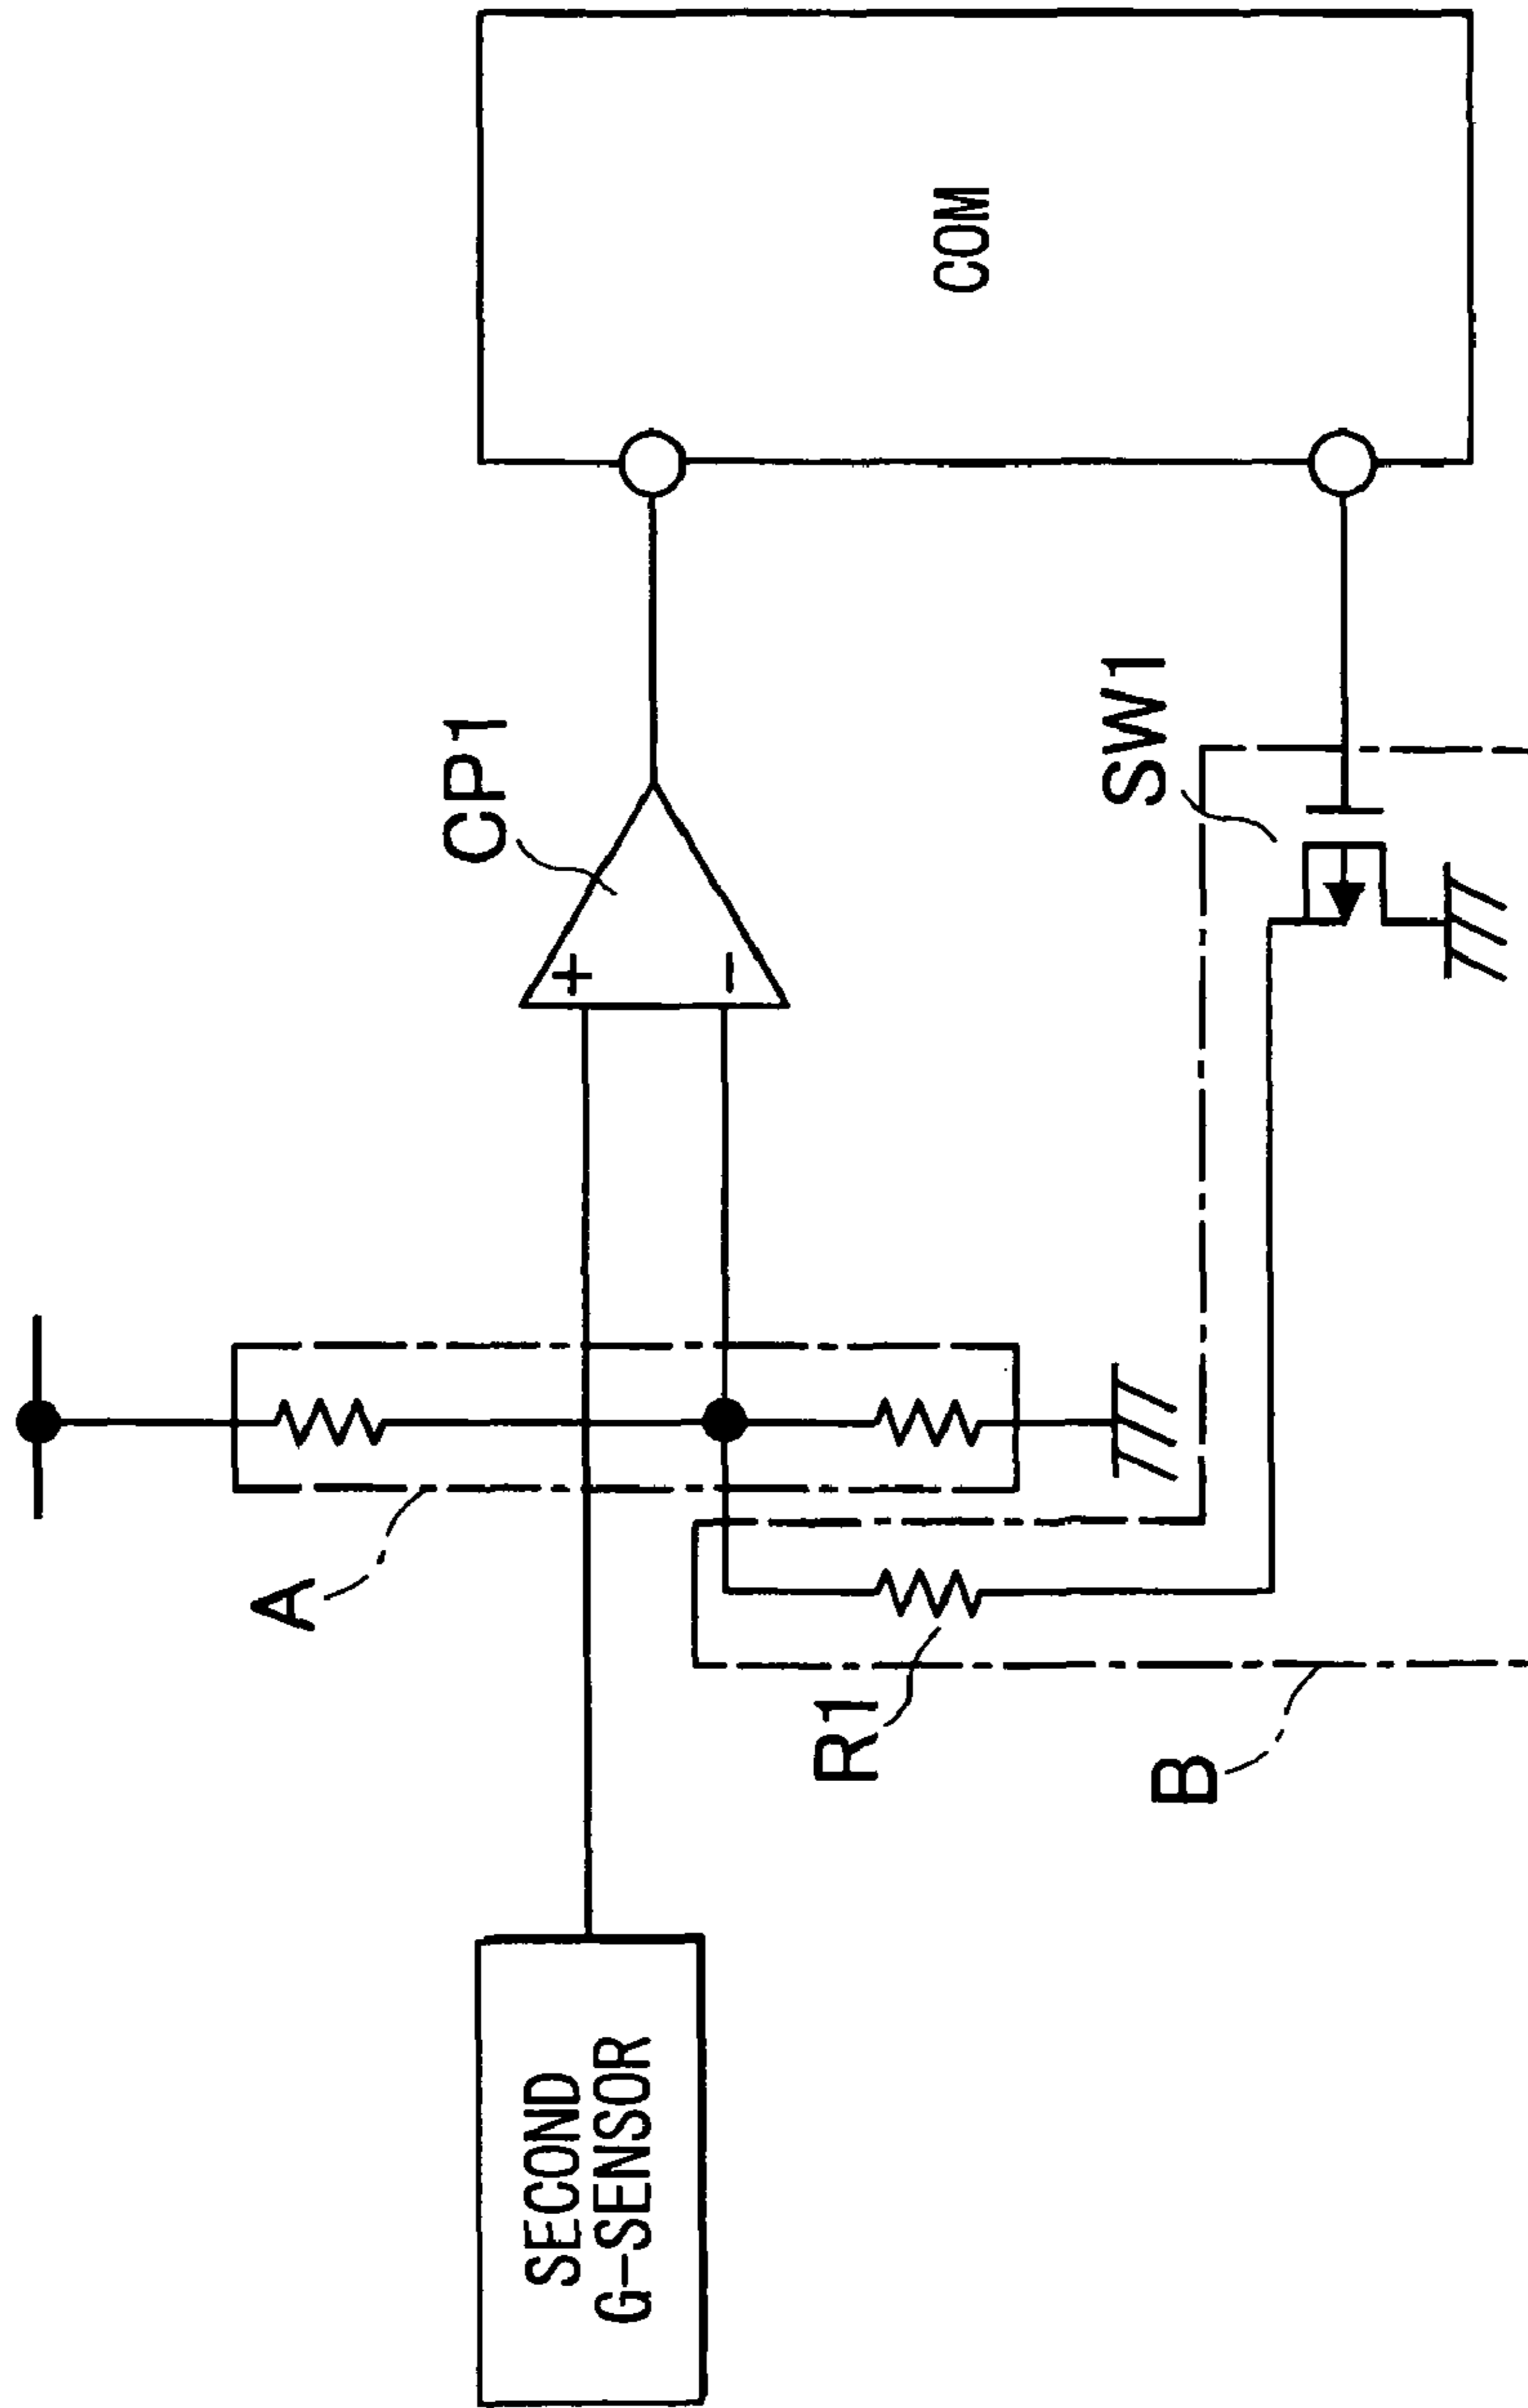 SECOND
G-SENSOR
A
CP1
+
-
COM
R1
B
SW1